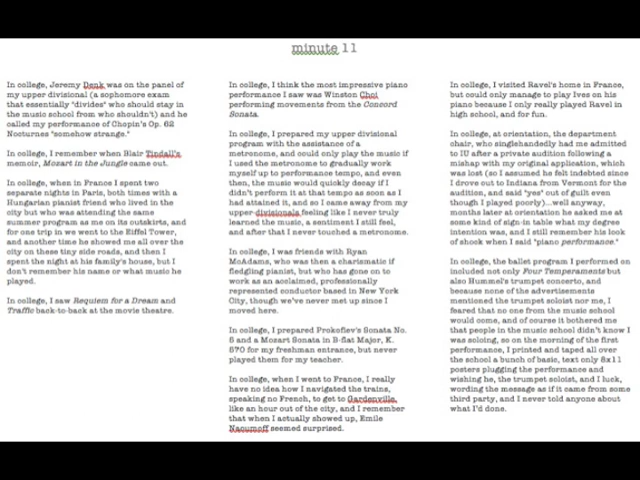 minute 11
In college, Jeremy Denk was on the panel of
my upper divisional (a sophomore exam
that essentially "divides" who should stay in
the music school from who shouldn't) and he
called my performance of Chopin's Op. 62
Nocturnes "somehow strange."
In college, I remember when Blair Tindall's
memoir, Mozart in the Jungle came out.
In college, when in France I spent two
separate nights in Paris, both times with a
Hungarian pianist friend who lived in the
city but who was attending the same
summer program as me on its outskirts, and
for one trip in we went to the Eiffel Tower,
and another time he showed me all over the
city on these tiny side roads, and then I
spent the night at his family's house, but I
don't remember his name or what music he
played.
In college, I saw Requiem for a Dream and
Traffic back-to-back at the movie theatre.
In college, I think the most impressive piano
performance I saw was Winston Choi
performing movements from the Concord
Sonata.
In college, I prepared my upper divisional
program with the assistance of a
metronome, and could only play the music if
I used the metronome to gradually work
myself up to performance tempo, and even
then, the music would quickly decay if I
didn't perform it at tempo as soon as I
had attained it, and so I came away from my
upper divisionals feeling like I never truly
learned the music, a sentiment I still feel,
and after that I never touched a metronome.
In college, I was friends with Ryan
McAdams, who was then a charismatic if
fledgling pianist, but who has gone on to
work as an acclaimed, professionally
represented conductor based in New York
City, though we've never met up since I
moved here.
In college, I prepared Prokofiev's Sonata No.
6 and a Mozart Sonata in B-flat Major, K.
570 for my freshman entrance, but never
played them for my teacher.
In college, when I went to France, I really
have no idea how I navigated the trains,
speaking no French, to get to Gardenville,
like an hour out of the city, and I remember
that when I actually showed up, Emile
Naoumoff seemed surprised.
In college, I visited Ravel's home in France,
but could only manage to play Ives on his
piano because I only really played Ravel in
high school, and for fun.
In college, at orientation, the department
chair, who singlehandedly had me admitted
to IU after a private audition following a
mishap with my original application, which
was lost (so I assumed he felt indebted since
I drove out to Indiana from Vermont for the
audition, and said "yes" out of guilt even
though I played poorly)...well anyway,
months later at orientation he asked me at
some kind of sign-in table what my degree
intention was, and I still remember his look
of shock when I said "piano performance."
In college, the ballet program I performed on
included not only Four Temperaments but
also Hummel's trumpet concerto, and
because none of the advertisements
mentioned the trumpet soloist nor me, I
feared that no one from the music school
would come, and of course it bothered me
that people in the music school didn't know I
was soloing, so on the morning of the first
performance, I printed and taped all over
the school a bunch of basic, text only 8x11
posters plugging the performance and
wishing he, the trumpet soloist, and I, luck,
wording the message as if it came from some
third party, and I never told anyone about
what I'd done.